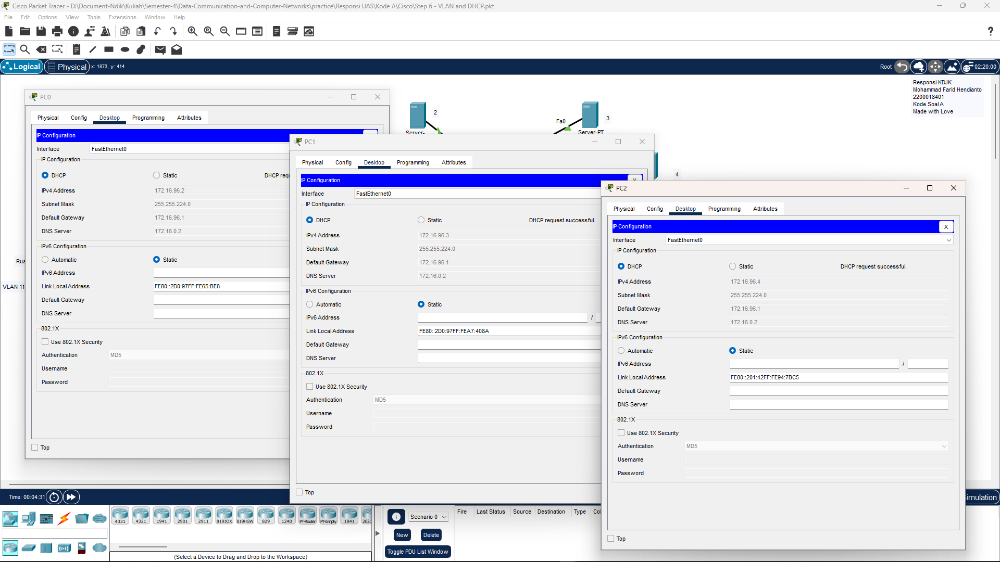 Cisco Packet Tracer - D:\Document-Ndik\Kuliah\Semester-4\Data-Communication-and-Computer-Networks\practice\Responsi UAS\Kode A\Cisco\Step 6 - VLAN and DHCP.pkt
File Edit Options View Tools Extensions Window Help
Logical Physical x: 1873, y: 414 Root 02:20:00
Responsi KDJK
Mohammad Farid Hendianto
2200018401
Kode Soal A
Made with Love
2
Server-
Fa0
3
Server-PT
4
VLAN 11
PC0
Physical Config Desktop Programming Attributes
IP Configuration
Interface FastEthernet0
IP Configuration
DHCP Static DHCP requ
IPv4 Address 172.16.96.2
Subnet Mask 255.255.224.0
Default Gateway 172.16.96.1
DNS Server 172.16.0.2
IPv6 Configuration
Automatic Static
IPv6 Address
Link Local Address FE80::2D0:97FF:FE65:BE8
Default Gateway
DNS Server
802.1X
Use 802.1X Security
Authentication MD5
Username
Password
Top
PC1
Physical Config Desktop Programming Attributes
IP Configuration X
Interface FastEthernet0
IP Configuration
DHCP Static DHCP request successful.
IPv4 Address 172.16.96.3
Subnet Mask 255.255.224.0
Default Gateway 172.16.96.1
DNS Server 172.16.0.2
IPv6 Configuration
Automatic Static
IPv6 Address /
Link Local Address FE80::2D0:97FF:FEA7:408A
Default Gateway
DNS Server
802.1X
Use 802.1X Security
Authentication MD5
Username
Password
Top
PC2
Physical Config Desktop Programming Attributes
IP Configuration X
Interface FastEthernet0
IP Configuration
DHCP Static DHCP request successful.
IPv4 Address 172.16.96.4
Subnet Mask 255.255.224.0
Default Gateway 172.16.96.1
DNS Server 172.16.0.2
IPv6 Configuration
Automatic Static
IPv6 Address /
Link Local Address FE80::201:42FF:FE94:7BC5
Default Gateway
DNS Server
802.1X
Use 802.1X Security
Authentication MD5
Username
Password
Top
Time: 00:04:31 imulation
4331 4321 1941 2901 2911 819IOX 819HGW 829 1240 PT-Router PT-Empty 1841 2620
(Select a Device to Drag and Drop to the Workspace)
Scenario 0
New Delete
Toggle PDU List Window
Fire Last Status Source Destination Type Col